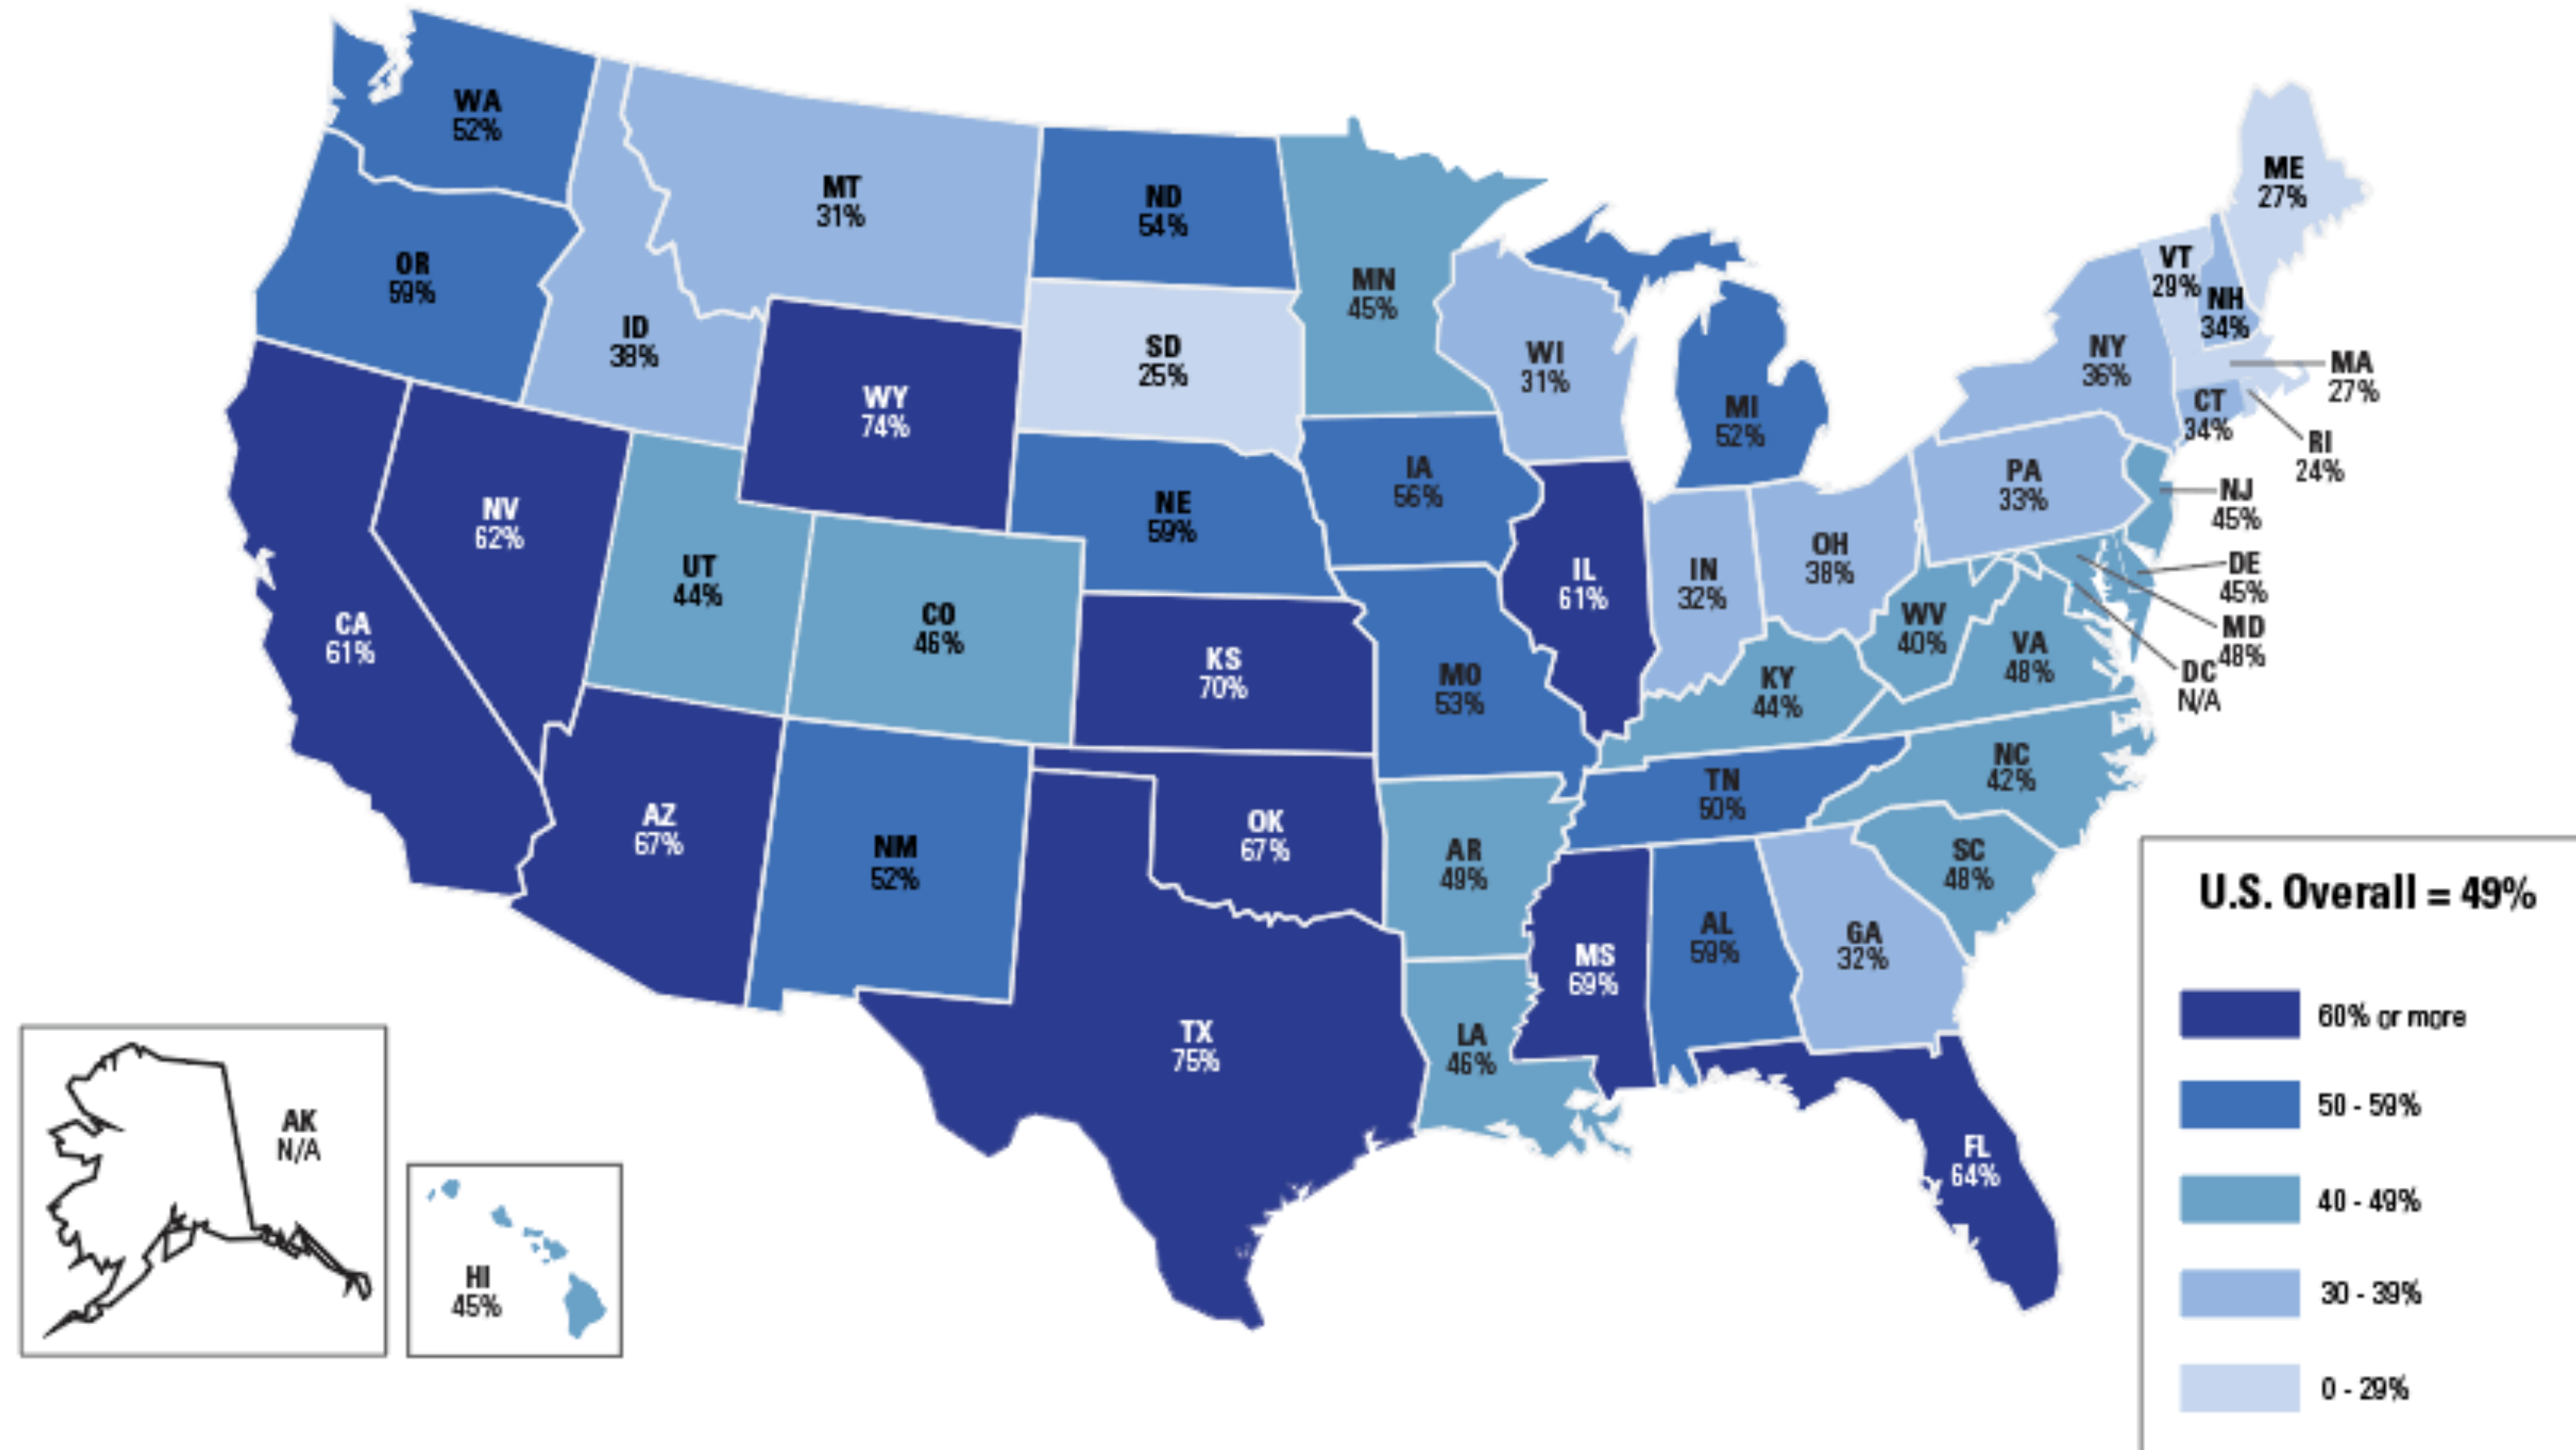 WA
52%
OR
59%
CA
61%
ID
38%
NV
62%
MT
31%
WY
74%
UT
44%
CO
46%
AZ
67%
NM
52%
ND
54%
SD
25%
NE
59%
KS
70%
OK
67%
TX
75%
MN
45%
IA
56%
MO
53%
AR
49%
LA
46%
WI
31%
IL
61%
MI
52%
IN
32%
OH
38%
KY
44%
TN
50%
MS
69%
AL
59%
GA
32%
FL
64%
SC
48%
NC
42%
VA
48%
WV
40%
PA
33%
NY
36%
VT
29%
NH
34%
ME
27%
MA
27%
CT
34%
RI
24%
NJ
45%
DE
45%
MD
48%
DC
N/A
AK
N/A
HI
45%
U.S. Overall = 49%
60% or more
50 - 59%
40 - 49%
30 - 39%
0 - 29%